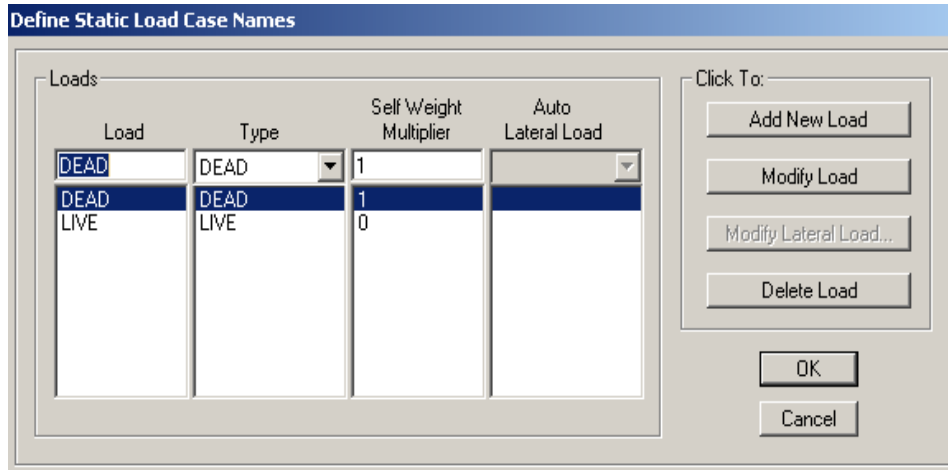 Define Static Load Case Names
Loads
Load Type Self Weight Multiplier Auto Lateral Load
DEAD DEAD 1
DEAD DEAD 1
LIVE LIVE 0
Click To:
Add New Load
Modify Load
Modify Lateral Load...
Delete Load
OK
Cancel